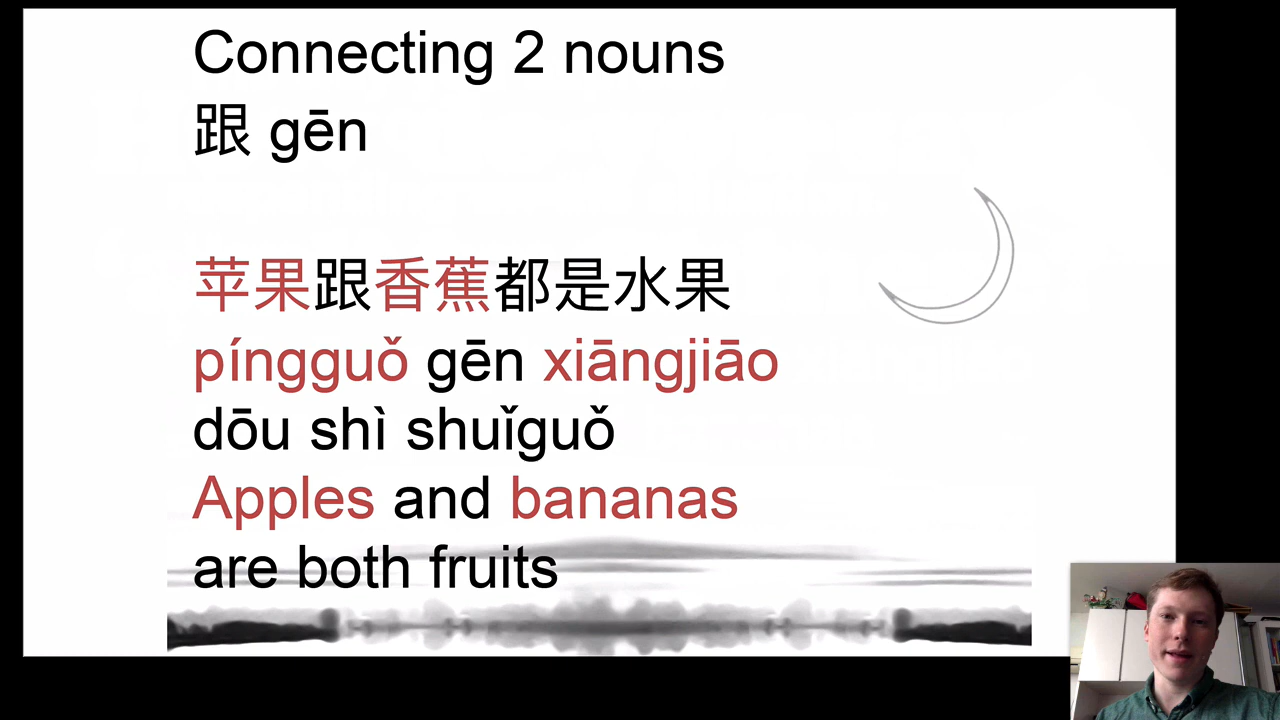 Connecting 2 nouns
跟 gēn
苹果跟香蕉都是水果
píngguǒ gēn xiāngjiāo
dōu shì shuǐguǒ
Apples and bananas
are both fruits